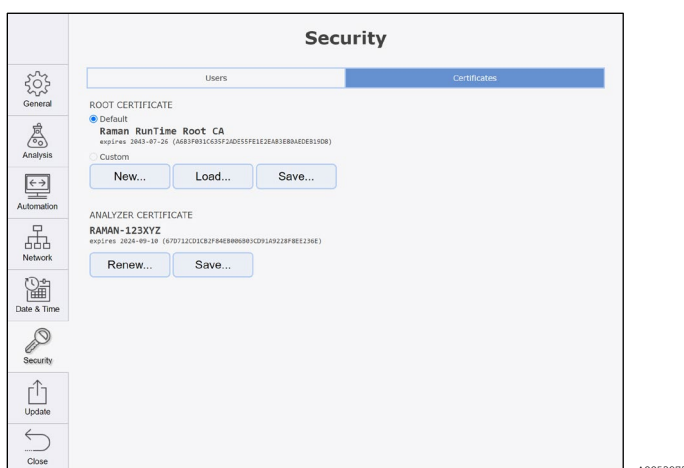 Security
Users
Certificates
General
Analysis
Automation
Network
Date & Time
Security
Update
Close
ROOT CERTIFICATE
Default
Raman RunTime Root CA
expires 2043-07-26 (A6B3F031C635F2ADE55FE1E2EAB3EB0AEDEB19DB)
Custom
New...
Load...
Save...
ANALYZER CERTIFICATE
RAMAN-123XYZ
expires 2024-09-10 (67D712CD1CB2F84EB006B03CD91A9228F8EE236E)
Renew...
Save...